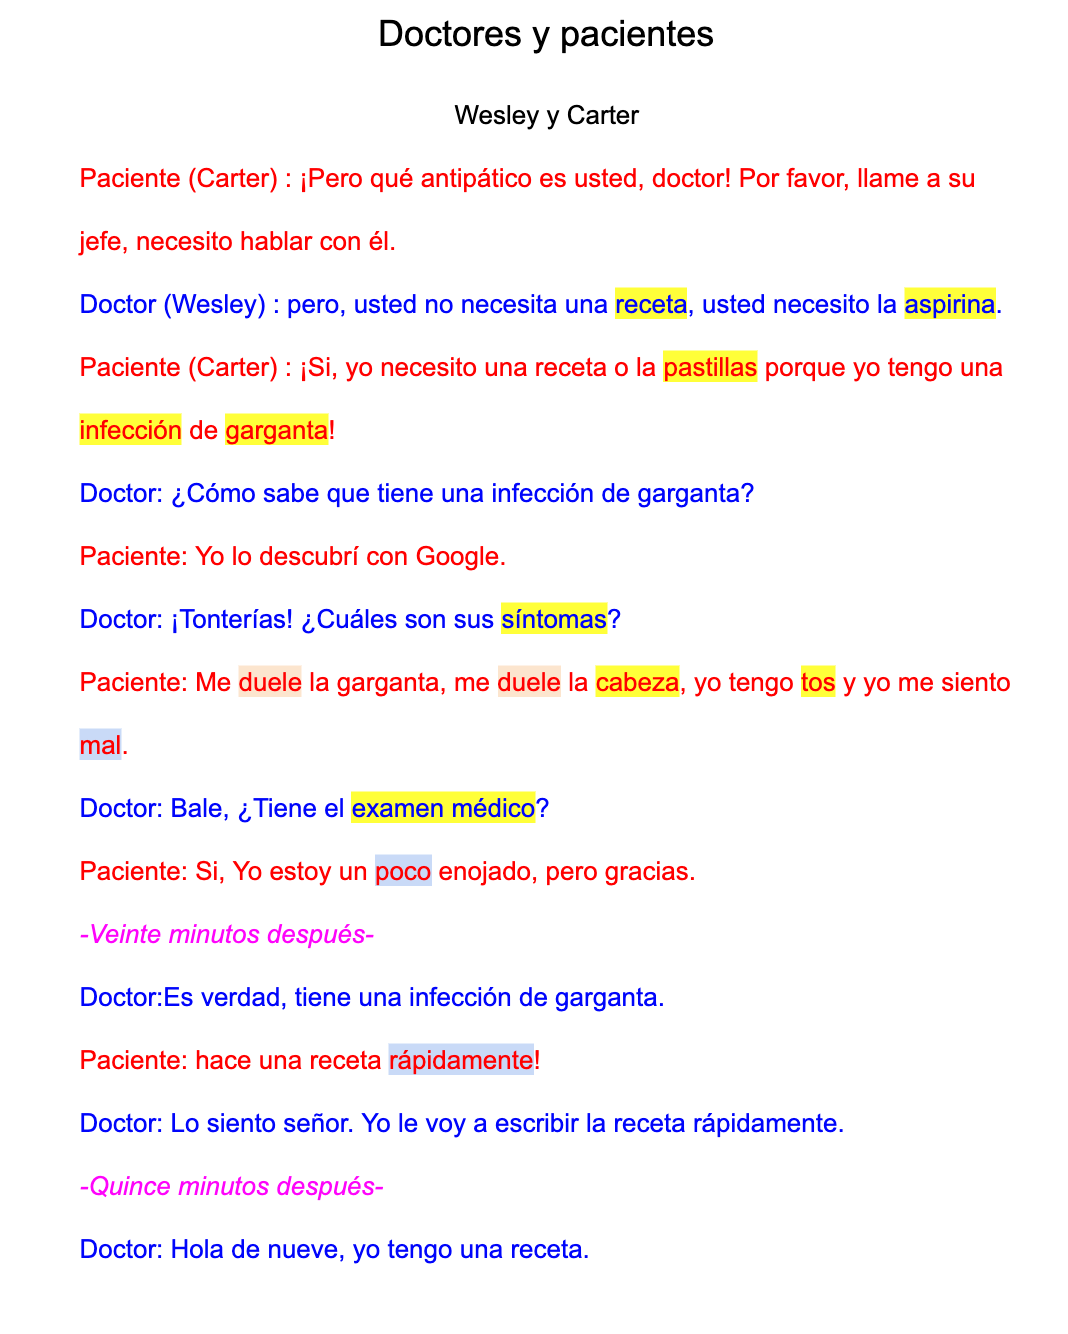 Doctores y pacientes
Wesley y Carter
Paciente (Carter) : ¡Pero qué antipático es usted, doctor! Por favor, llame a su
jefe, necesito hablar con él.
Doctor (Wesley) : pero, usted no necesita una receta, usted necesito la aspirina.
Paciente (Carter) : ¡Si, yo necesito una receta o la pastillas porque yo tengo una
infección de garganta!
Doctor: ¿Cómo sabe que tiene una infección de garganta?
Paciente: Yo lo descubrí con Google.
Doctor: ¡Tonterías! ¿Cuáles son sus síntomas?
Paciente: Me duele la garganta, me duele la cabeza, yo tengo tos y yo me siento
mal.
Doctor: Bale, ¿Tiene el examen médico?
Paciente: Si, Yo estoy un poco enojado, pero gracias.
-Veinte minutos después-
Doctor:Es verdad, tiene una infección de garganta.
Paciente: hace una receta rápidamente!
Doctor: Lo siento señor. Yo le voy a escribir la receta rápidamente.
-Quince minutos después-
Doctor: Hola de nueve, yo tengo una receta.